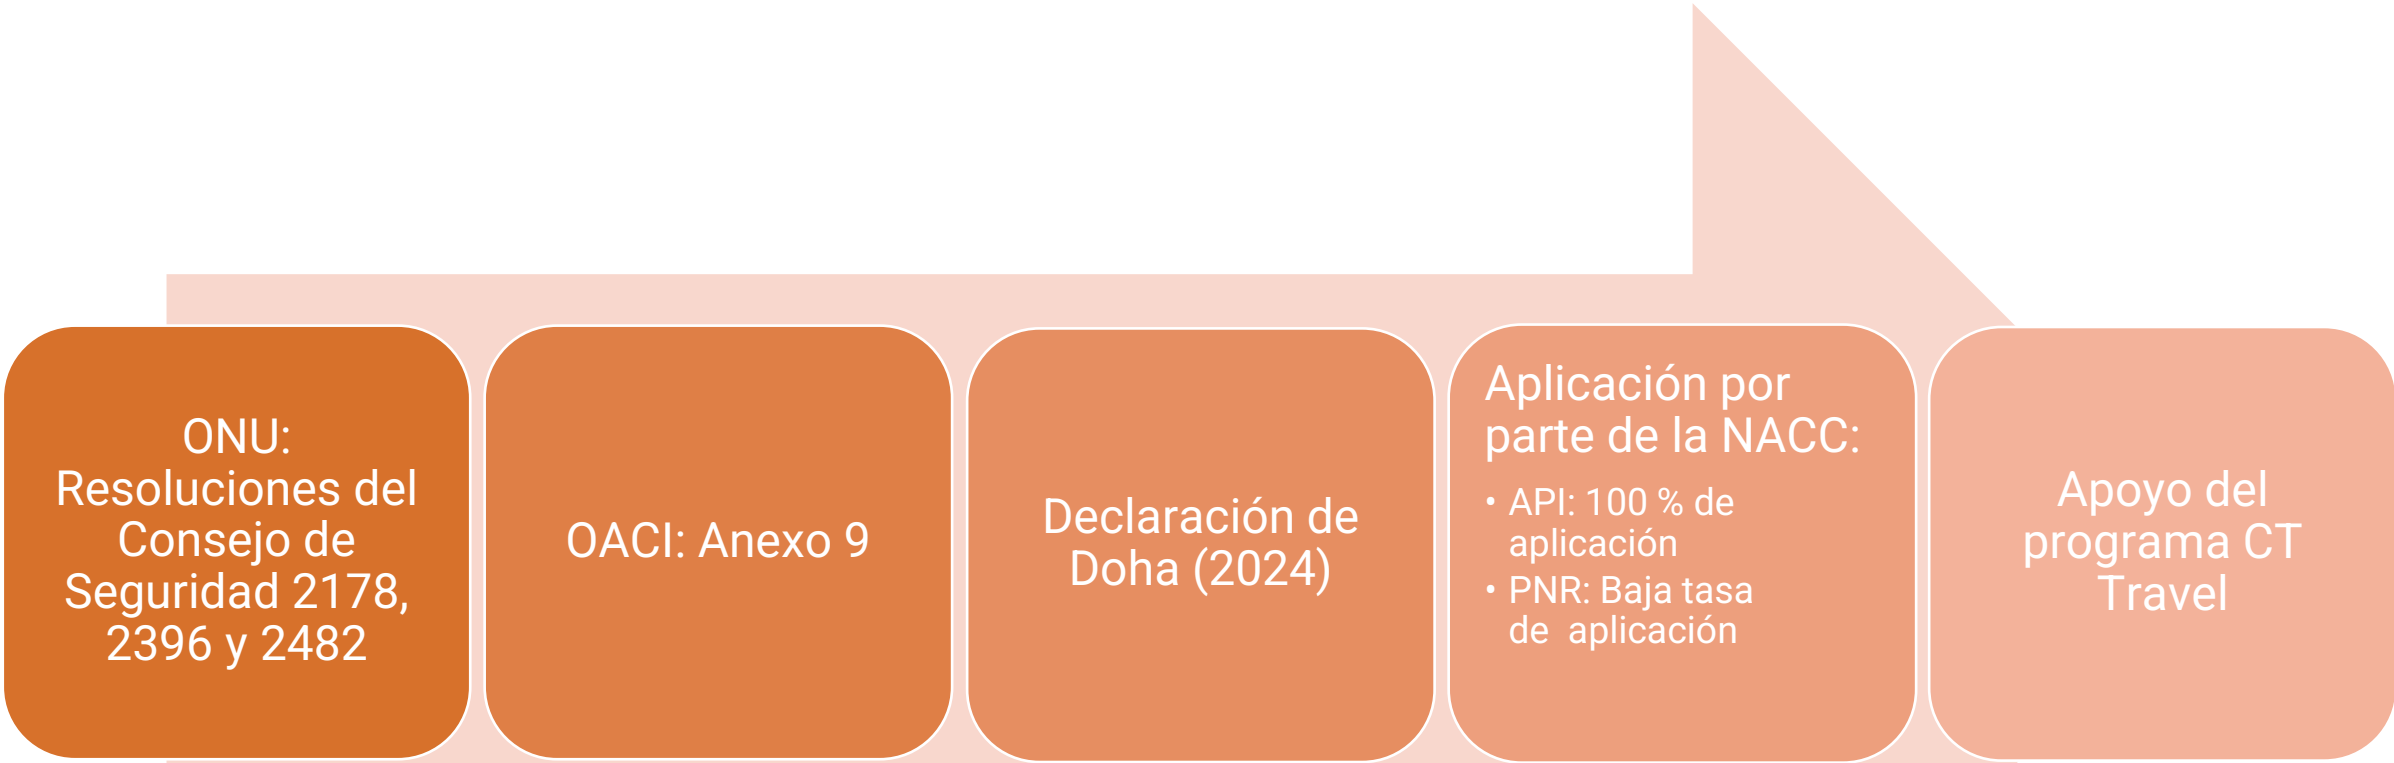 ONU:
Resoluciones del
Consejo de
Seguridad 2178,
2396 y 2482
OACI: Anexo 9
Declaración de
Doha (2024)
Aplicación por
parte de la NACC:
• API: 100 % de
aplicación
• PNR: Baja tasa
de  aplicación
Apoyo del
programa CT
Travel